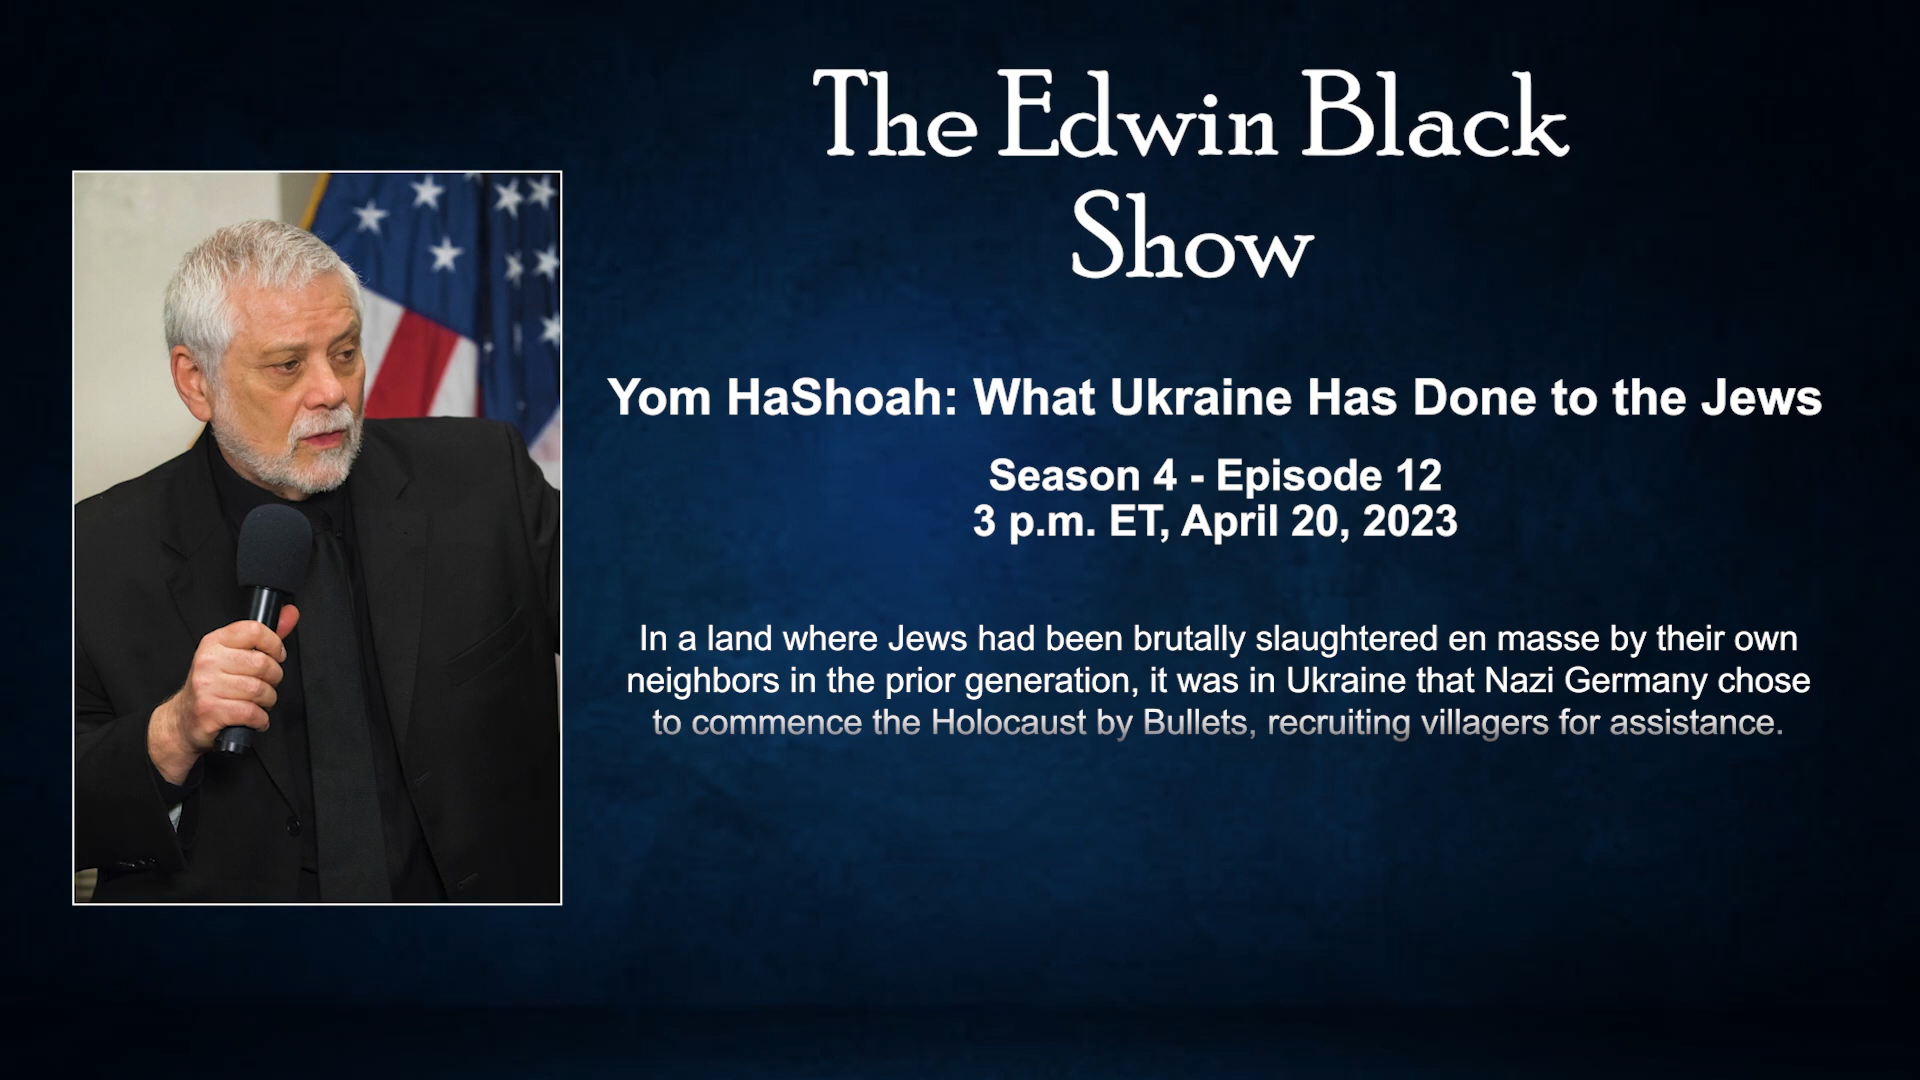 The Edwin Black
Show
Yom HaShoah: What Ukraine Has Done to the Jews
Season 4 - Episode 12
3 p.m. ET, April 20, 2023
In a land where Jews had been brutally slaughtered en masse by their own
neighbors in the prior generation, it was in Ukraine that Nazi Germany chose
to commence the Holocaust by Bullets, recruiting villagers for assistance.